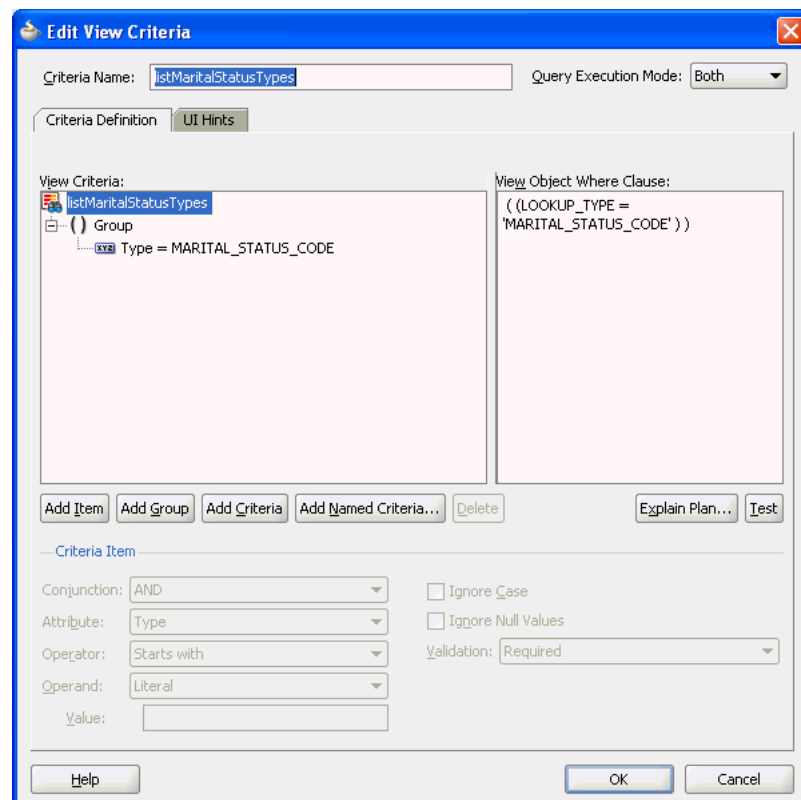 Edit View Criteria
Criteria Name: listMaritalStatusTypes Query Execution Mode: Both
Criteria Definition UI Hints
View Criteria: View Object Where Clause:
listMaritalStatusTypes
( ) Group
XYZ Type = MARITAL_STATUS_CODE
( (LOOKUP_TYPE =
'MARITAL_STATUS_CODE' ) )
Add Item Add Group Add Criteria Add Named Criteria... Delete Explain Plan... Test
Criteria Item
Conjunction: AND Ignore Case
Attribute: Type Ignore Null Values
Operator: Starts with Validation: Required
Operand: Literal
Value:
Help OK Cancel